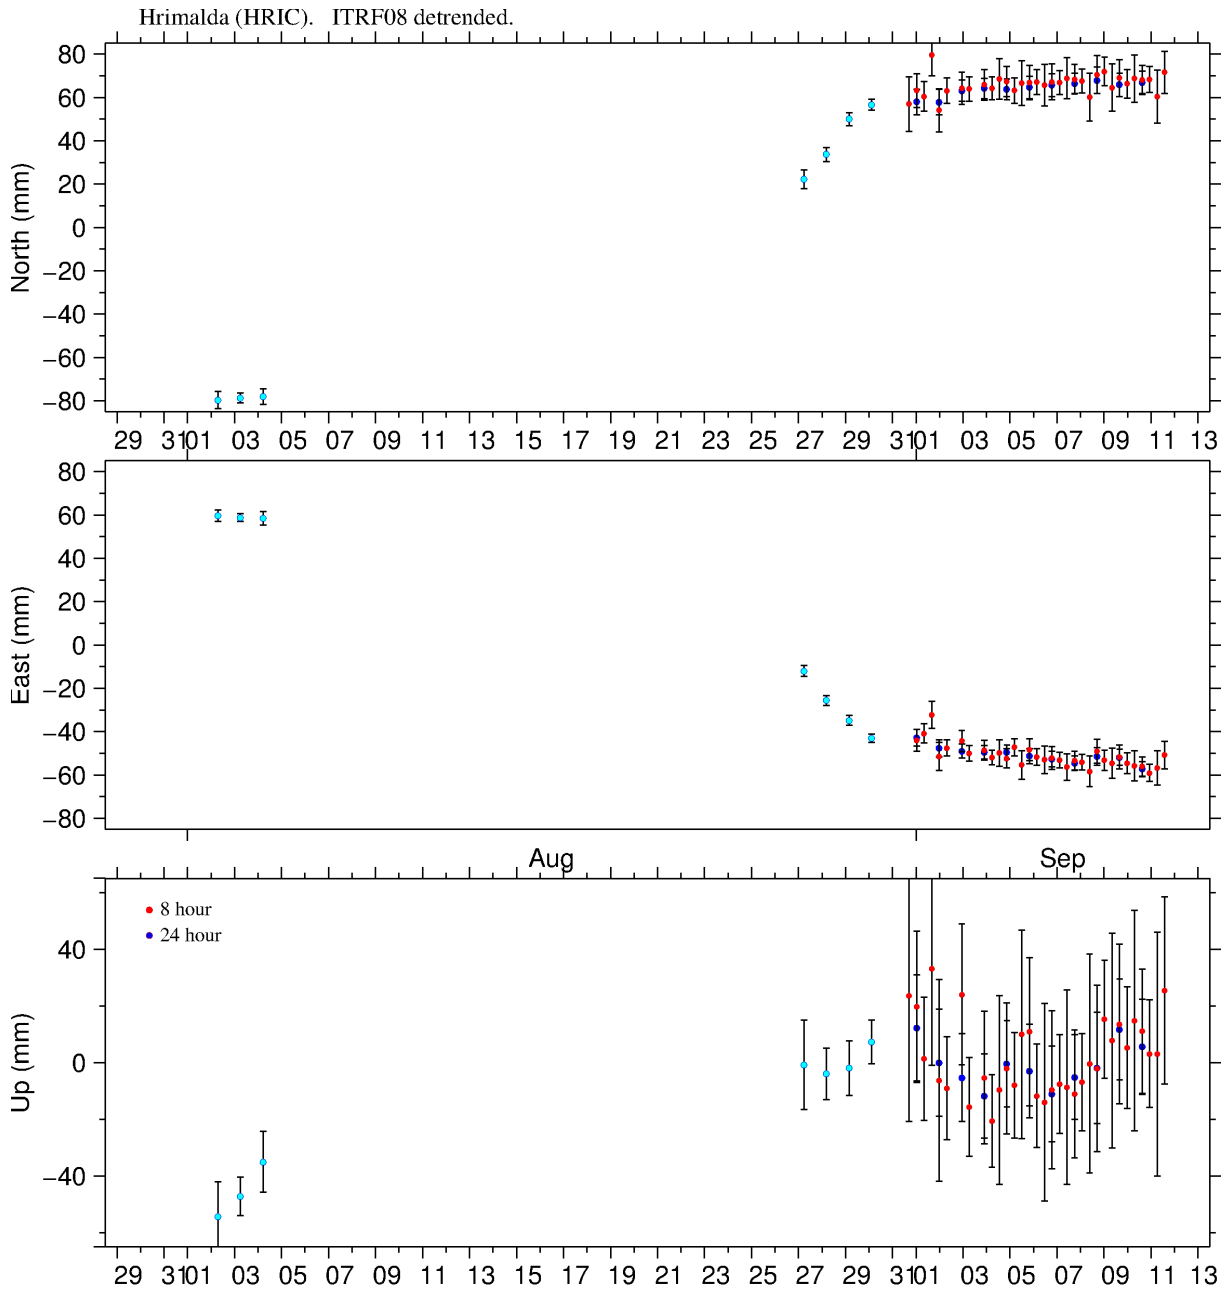 Hrimalda (HRIC).   ITRF08 detrended.
80
60
40
20
0
−20
−40
−60
−80
North (mm)
29 31 01 03 05 07 09 11 13 15 17 19 21 23 25 27 29 31 01 03 05 07 09 11 13
80
60
40
20
0
−20
−40
−60
−80
East (mm)
Aug Sep
8 hour
24 hour
40
0
−40
Up (mm)
29 31 01 03 05 07 09 11 13 15 17 19 21 23 25 27 29 31 01 03 05 07 09 11 13